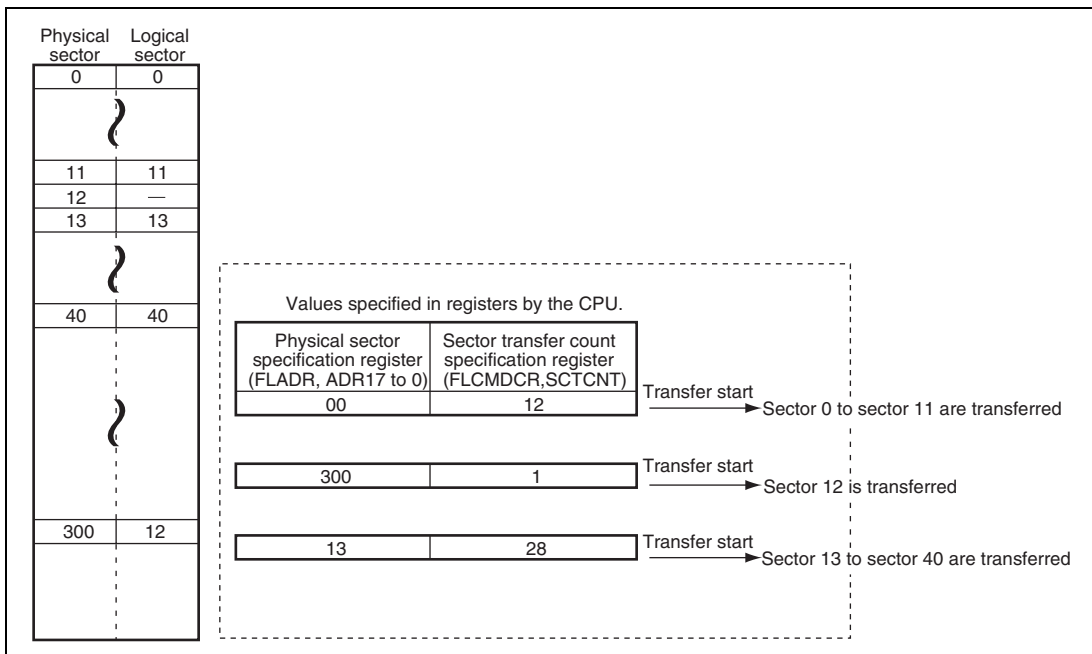 Physical sector
Logical sector
0 0
11 11
12 —
13 13
40 40
300 12
Values specified in registers by the CPU.
Physical sector
specification register
(FLADR, ADR17 to 0)
Sector transfer count
specification register
(FLCMDCR,SCTCNT)
00 12
Transfer start
Sector 0 to sector 11 are transferred
300 1
Transfer start
Sector 12 is transferred
13 28
Transfer start
Sector 13 to sector 40 are transferred